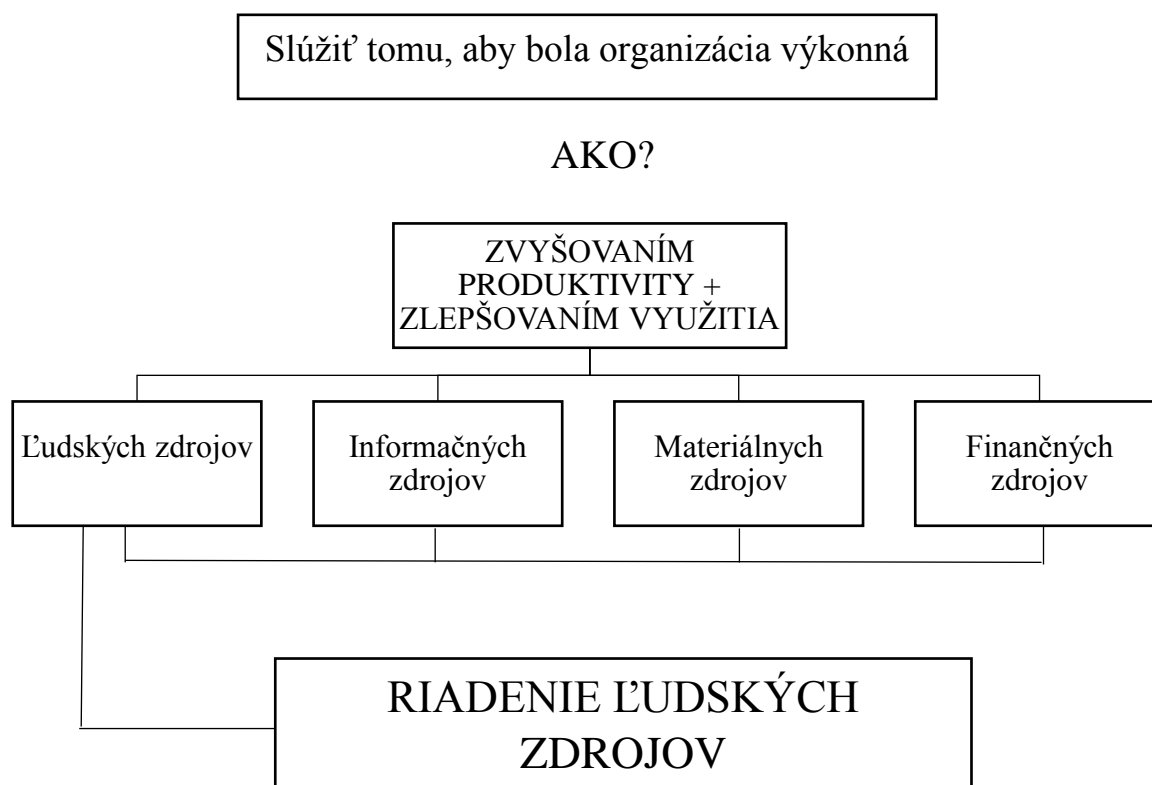 Slúžiť tomu, aby bola organizácia výkonná
AKO?
ZVYŠOVANÍM
PRODUKTIVITY +
ZLEPŠOVANÍM VYUŽITIA
Ľudských zdrojov
Informačných
zdrojov
Materiálnych
zdrojov
Finančných
zdrojov
RIADENIE ĽUDSKÝCH
ZDROJOV